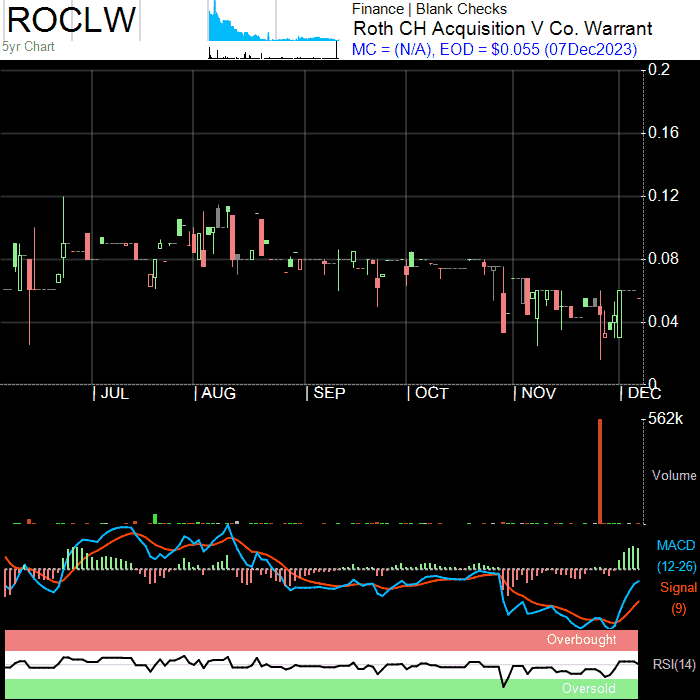 ROCLW
5yr Chart
Finance | Blank Checks
Roth CH Acquisition V Co. Warrant
MC = (N/A), EOD = $0.055 (07Dec2023)
0.2
0.16
0.12
0.08
0.04
0
JUL AUG SEP OCT NOV DEC
562k
Volume
MACD
(12-26)
Signal
(9)
Overbought
RSI(14)
Oversold